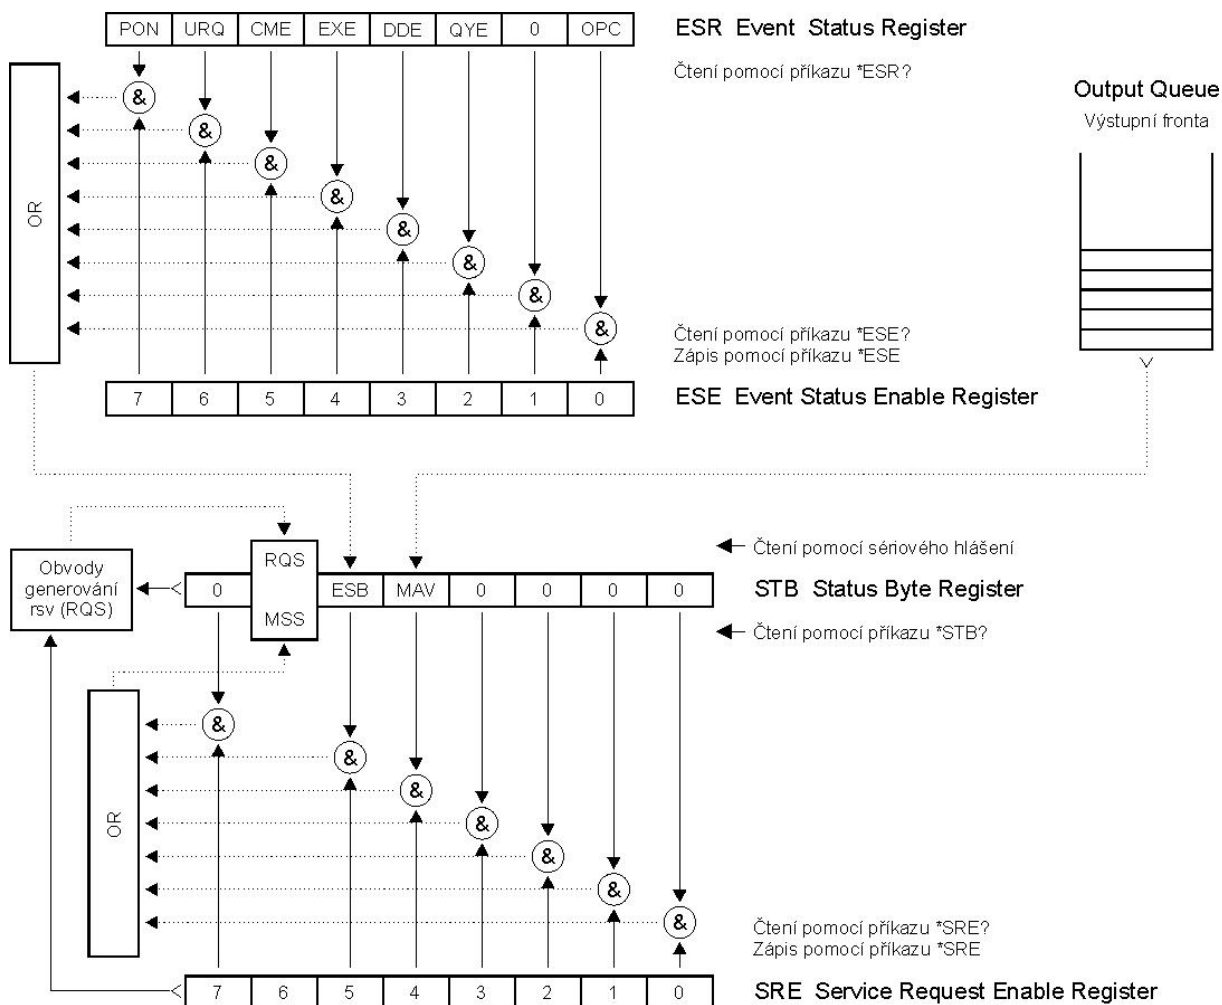 PON URQ CME EXE DDE QYE 0 OPC
ESR Event Status Register
Čtení pomocí příkazu *ESR?
Output Queue
Výstupní fronta
&
&
&
&
&
&
&
&
OR
Čtení pomocí příkazu *ESE?
Zápis pomocí příkazu *ESE
7 6 5 4 3 2 1 0
ESE Event Status Enable Register
Obvody
generování
rsv (RQS)
RQS
MSS
0 ESB MAV 0 0 0 0
Čtení pomocí sériového hlášení
STB Status Byte Register
Čtení pomocí příkazu *STB?
&
&
&
&
&
&
&
OR
Čtení pomocí příkazu *SRE?
Zápis pomocí příkazu *SRE
7 6 5 4 3 2 1 0
SRE Service Request Enable Register